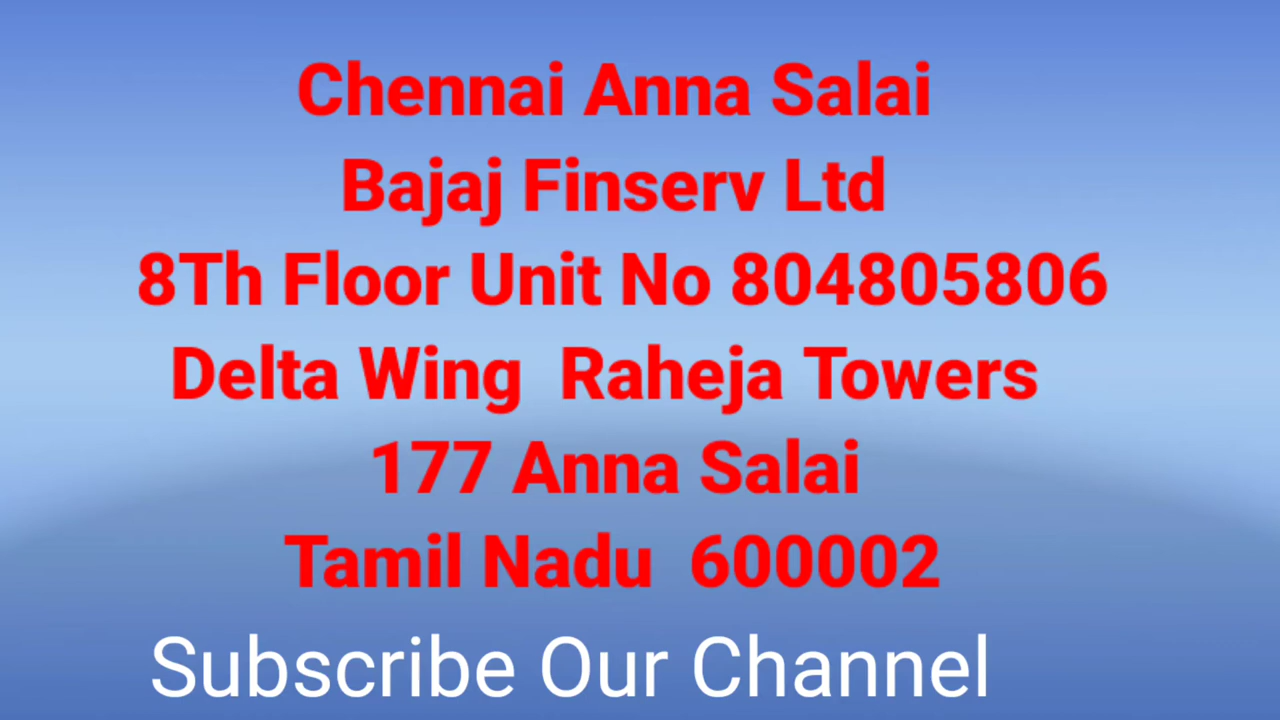 Chennai Anna Salai
Bajaj Finserv Ltd
8Th Floor Unit No 804805806
Delta Wing  Raheja Towers
177 Anna Salai
Tamil Nadu  600002
Subscribe Our Channel